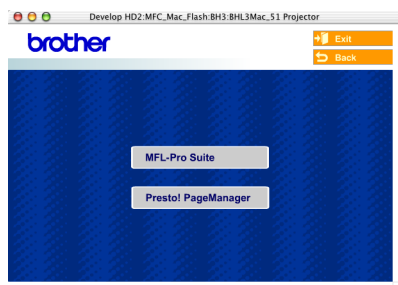 Develop HD2:MFC_Mac_Flash:BH3:BHL3Mac_51 Projector
brother
Exit
Back
MFL-Pro Suite
Presto! PageManager